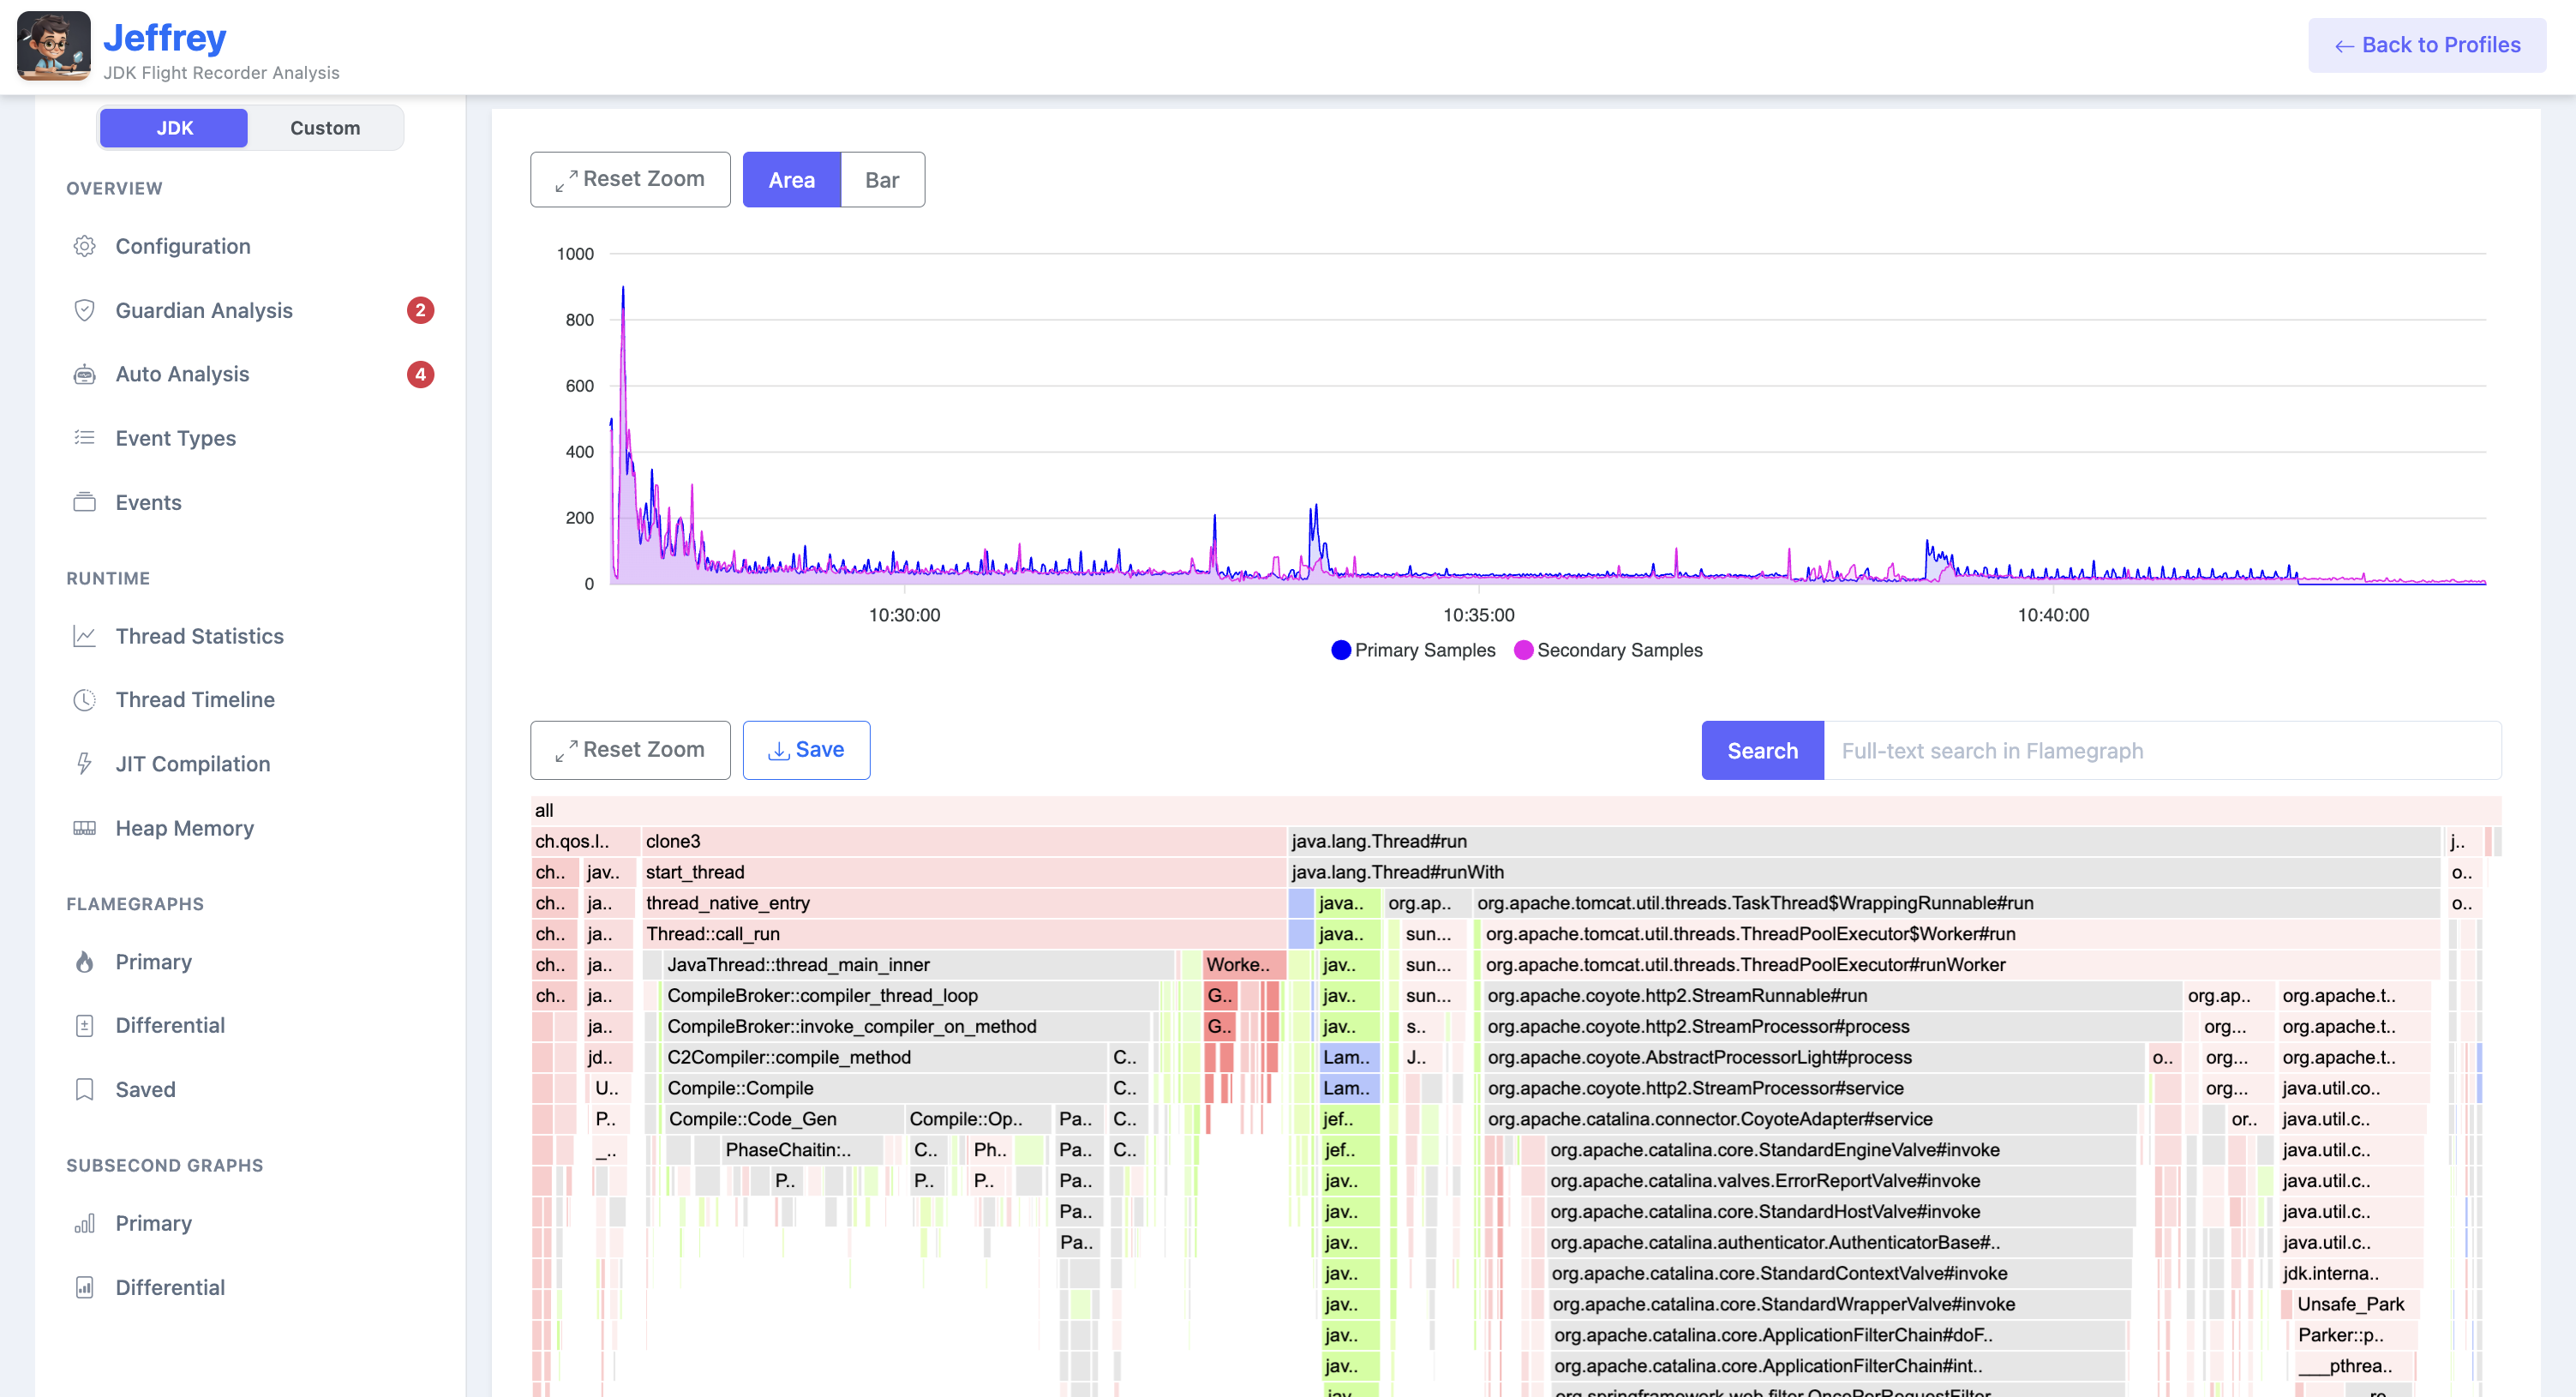 Jeffrey
JDK Flight Recorder Analysis
← Back to Profiles
JDK Custom
OVERVIEW
Configuration
Guardian Analysis 2
Auto Analysis 4
Event Types
Events
RUNTIME
Thread Statistics
Thread Timeline
JIT Compilation
Heap Memory
FLAMEGRAPHS
Primary
Differential
Saved
SUBSECOND GRAPHS
Primary
Differential
Reset Zoom Area Bar
1000
800
600
400
200
0
10:30:00 10:35:00 10:40:00
Primary Samples Secondary Samples
Reset Zoom Save Search Full-text search in Flamegraph
all
ch.qos.l.. clone3 java.lang.Thread#run j..
ch.. jav.. start_thread java.lang.Thread#runWith o..
ch.. ja.. thread_native_entry java.. org.ap.. org.apache.tomcat.util.threads.TaskThread$WrappingRunnable#run o..
ch.. ja.. Thread::call_run java.. sun... org.apache.tomcat.util.threads.ThreadPoolExecutor$Worker#run
ch.. ja.. JavaThread::thread_main_inner Worke.. jav.. sun... org.apache.tomcat.util.threads.ThreadPoolExecutor#runWorker
ch.. ja.. CompileBroker::compiler_thread_loop G.. jav.. sun... org.apache.coyote.http2.StreamRunnable#run org.ap.. org.apache.t..
ja.. CompileBroker::invoke_compiler_on_method G.. jav.. s.. org.apache.coyote.http2.StreamProcessor#process org... org.apache.t..
jd.. C2Compiler::compile_method C.. Lam.. J.. org.apache.coyote.AbstractProcessorLight#process o.. org... org.apache.t..
U.. Compile::Compile C.. Lam.. org.apache.coyote.http2.StreamProcessor#service org... java.util.co..
P.. Compile::Code_Gen Compile::Op.. Pa.. C.. jef.. org.apache.catalina.connector.CoyoteAdapter#service or.. java.util.c..
_.. PhaseChaitin:.. C.. Ph.. Pa.. C.. jef.. org.apache.catalina.core.StandardEngineValve#invoke java.util.c..
P.. P.. P.. Pa.. jav.. org.apache.catalina.valves.ErrorReportValve#invoke java.util.c..
Pa.. jav.. org.apache.catalina.core.StandardHostValve#invoke java.util.c..
Pa.. jav.. org.apache.catalina.authenticator.AuthenticatorBase#.. java.util.c..
jav.. org.apache.catalina.core.StandardContextValve#invoke jdk.interna..
jav.. org.apache.catalina.core.StandardWrapperValve#invoke Unsafe_Park
jav.. org.apache.catalina.core.ApplicationFilterChain#doF.. Parker::p..
jav.. org.apache.catalina.core.ApplicationFilterChain#int.. ___pthrea..
jav.. org.springframework.web.filter.OncePerRequestFilter